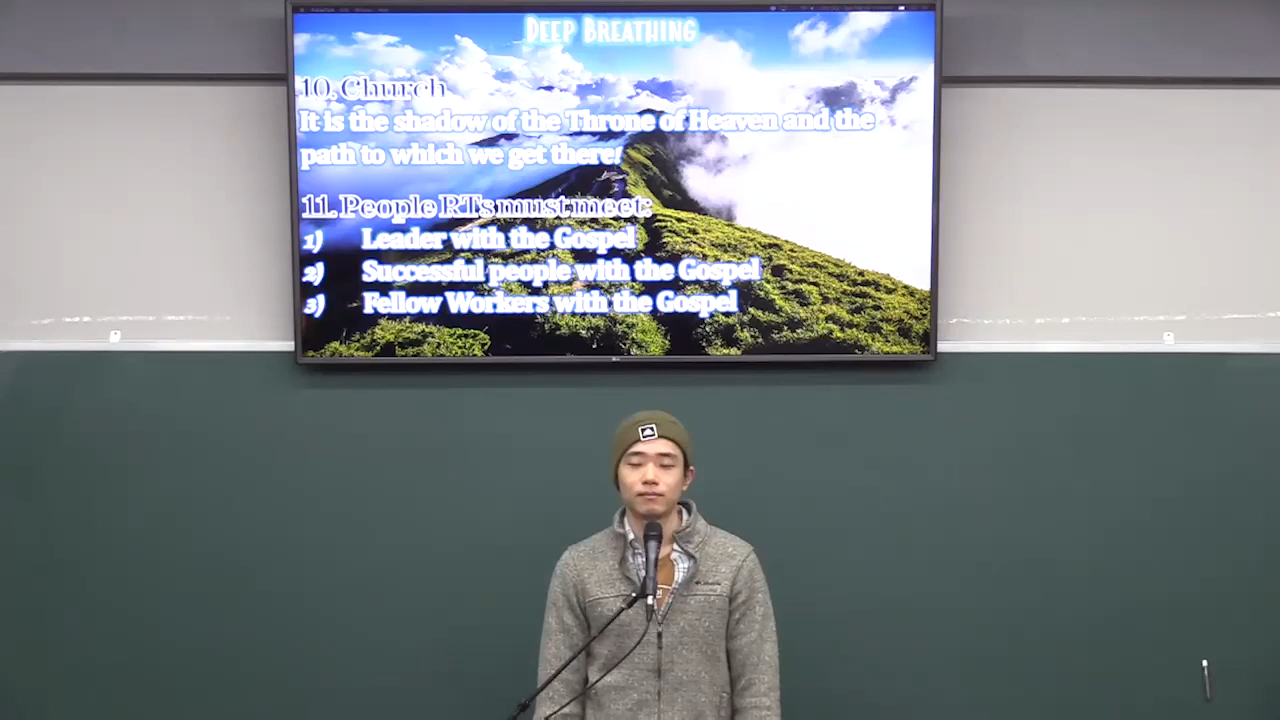 DEEP BREATHING
10. Church
It is the shadow of the Throne of Heaven and the
path to which we get there!
11. People RTs must meet:
1) Leader with the Gospel
2) Successful people with the Gospel
3) Fellow Workers with the Gospel
Columbia